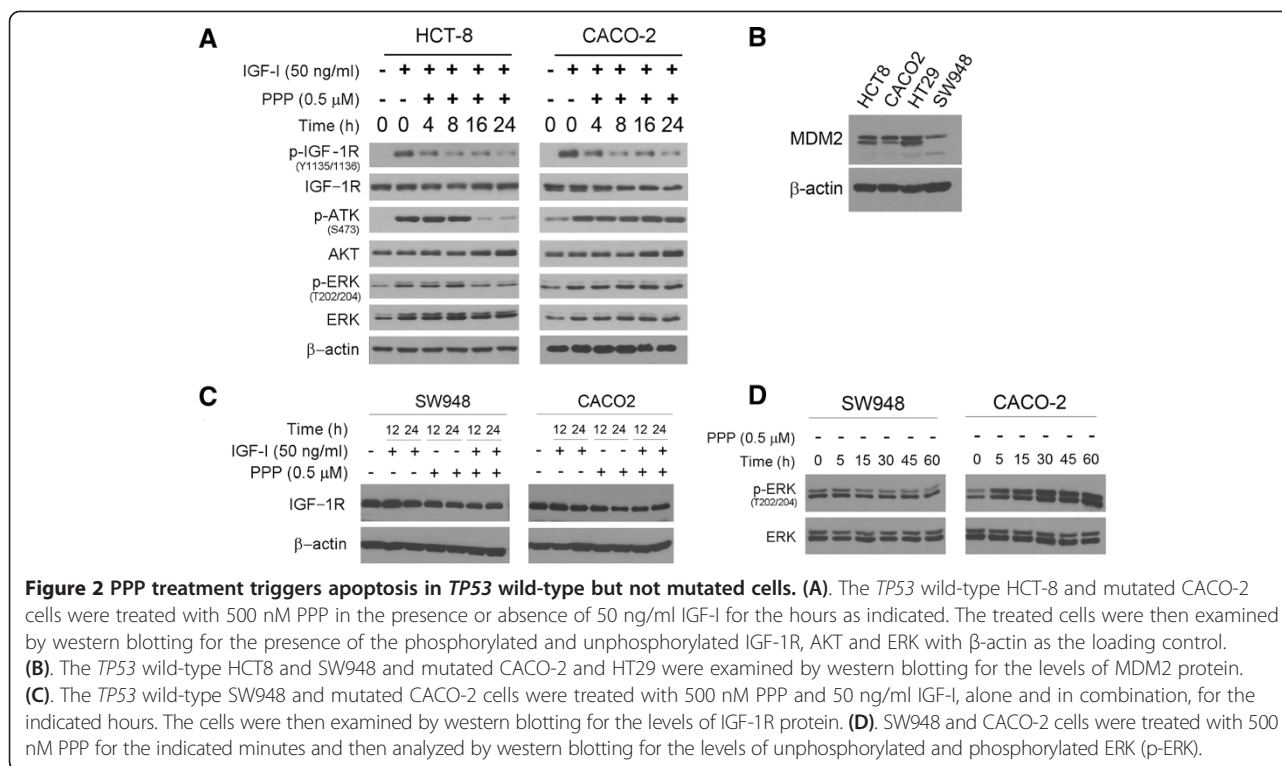 A
HCT-8 CACO-2
IGF-I (50 ng/ml) - + + + + + - + + + + +
PPP (0.5 μM) - - + + + + - - + + + +
Time (h) 0 0 4 8 16 24 0 0 4 8 16 24
p-IGF-1R
(Y1135/1136)
IGF-1R
p-ATK
(S473)
AKT
p-ERK
(T202/204)
ERK
β-actin
B
HCT8 CACO2 HT29 SW948
MDM2
β-actin
C
SW948 CACO2
Time (h) 12 24 12 24 12 24 12 24 12 24 12 24
IGF-I (50 ng/ml) - + + - - + + - + + - - + +
PPP (0.5 μM) - - - + + + + - - - + + + +
IGF-1R
β-actin
D
SW948 CACO-2
PPP (0.5 μM) - - - - - - - - - - - -
Time (h) 0 5 15 30 45 60 0 5 15 30 45 60
p-ERK
(T202/204)
ERK
Figure 2 PPP treatment triggers apoptosis in TP53 wild-type but not mutated cells. (A). The TP53 wild-type HCT-8 and mutated CACO-2
cells were treated with 500 nM PPP in the presence or absence of 50 ng/ml IGF-I for the hours as indicated. The treated cells were then examined
by western blotting for the presence of the phosphorylated and unphosphorylated IGF-1R, AKT and ERK with β-actin as the loading control.
(B). The TP53 wild-type HCT8 and SW948 and mutated CACO-2 and HT29 were examined by western blotting for the levels of MDM2 protein.
(C). The TP53 wild-type SW948 and mutated CACO-2 cells were treated with 500 nM PPP and 50 ng/ml IGF-I, alone and in combination, for the
indicated hours. The cells were then examined by western blotting for the levels of IGF-1R protein. (D). SW948 and CACO-2 cells were treated with 500
nM PPP for the indicated minutes and then analyzed by western blotting for the levels of unphosphorylated and phosphorylated ERK (p-ERK).